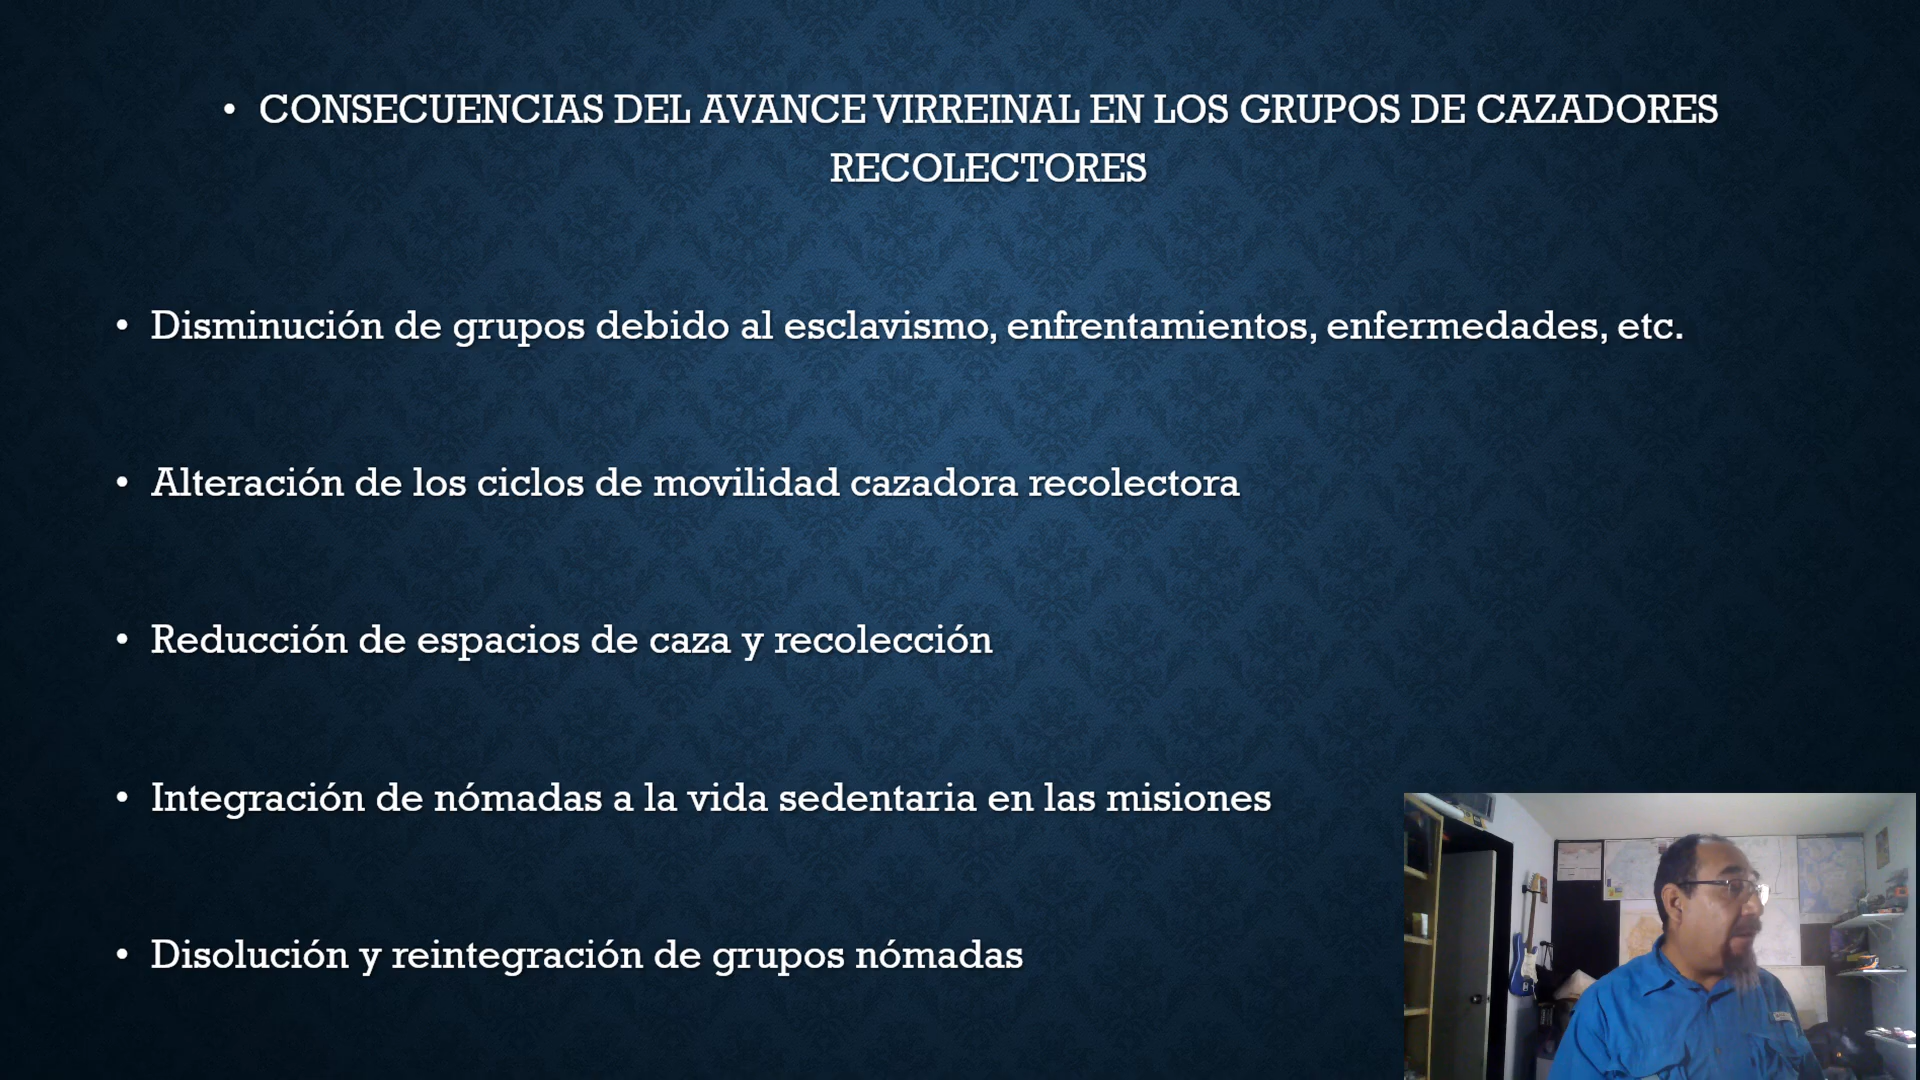 • CONSECUENCIAS DEL AVANCE VIRREINAL EN LOS GRUPOS DE CAZADORES
RECOLECTORES
• Disminución de grupos debido al esclavismo, enfrentamientos, enfermedades, etc.
• Alteración de los ciclos de movilidad cazadora recolectora
• Reducción de espacios de caza y recolección
• Integración de nómadas a la vida sedentaria en las misiones
• Disolución y reintegración de grupos nómadas